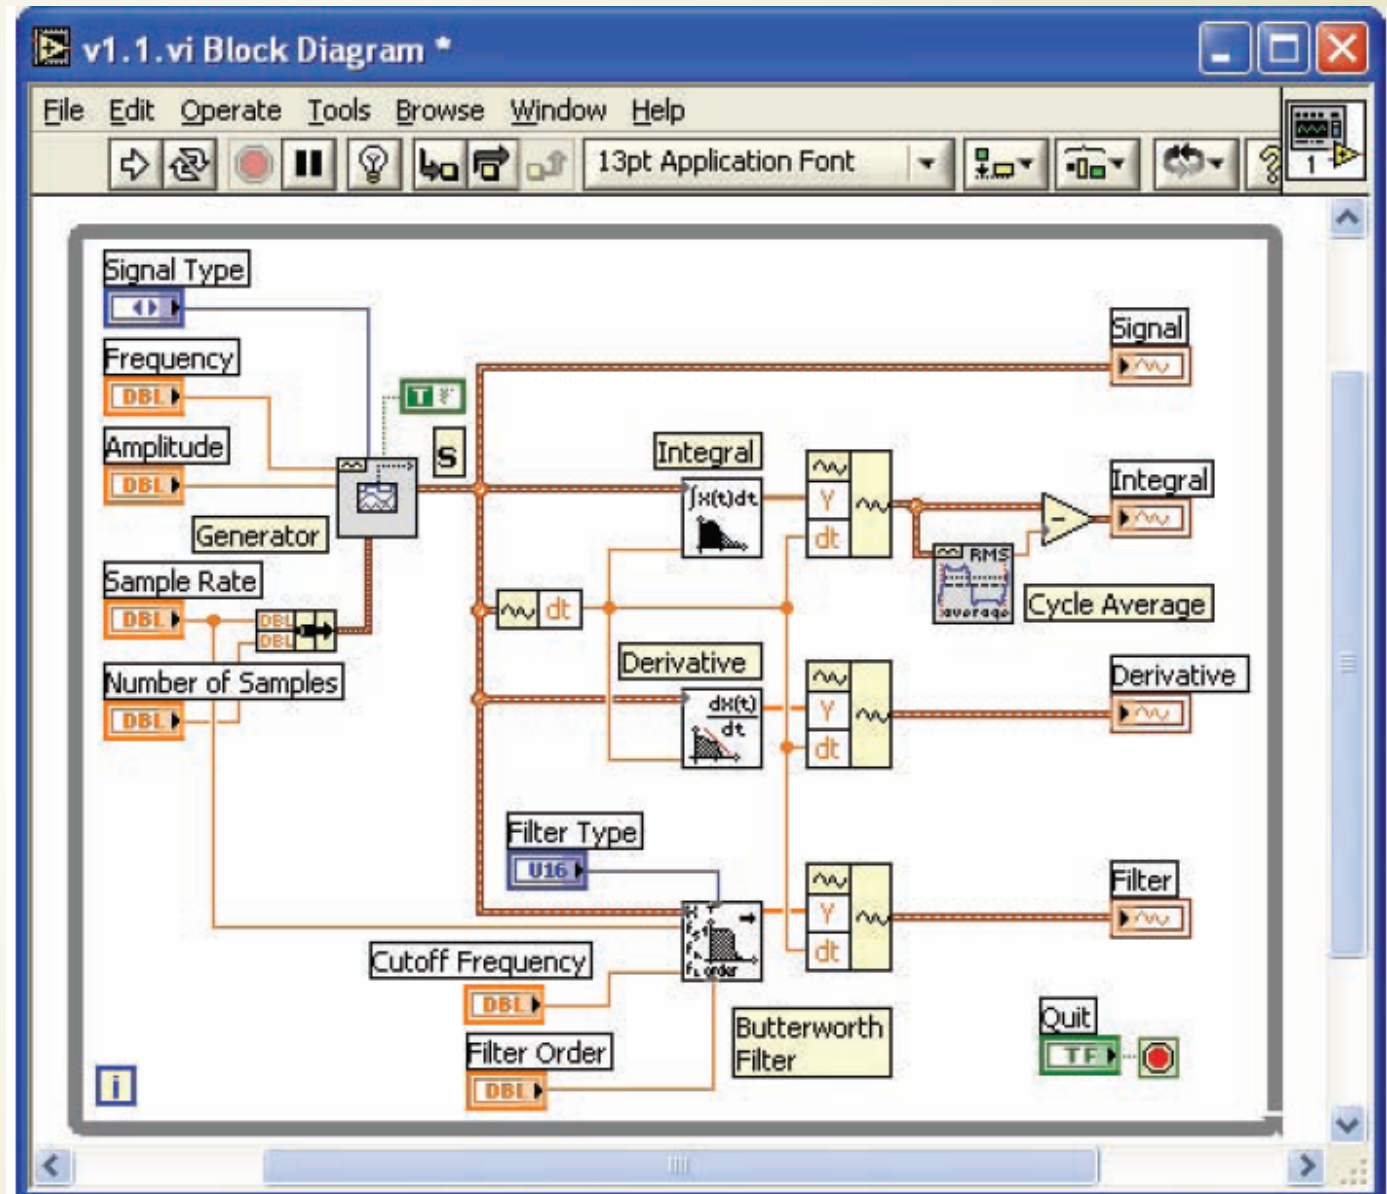 v1.1.vi Block Diagram *
File Edit Operate Tools Browse Window Help
13pt Application Font
?
1
Signal Type
Frequency
DBL
Amplitude
DBL
T
S
Generator
Sample Rate
DBL
DBL
DBL
Number of Samples
DBL
Signal
Integral
∫x(t)dt
Y
dt
Integral
-
RMS
average
Cycle Average
dt
Derivative
dx(t)
dt
Y
dt
Derivative
Filter Type
U16
X
order
Y
dt
Filter
Cutoff Frequency
DBL
Filter Order
DBL
Butterworth
Filter
Quit
TF
i